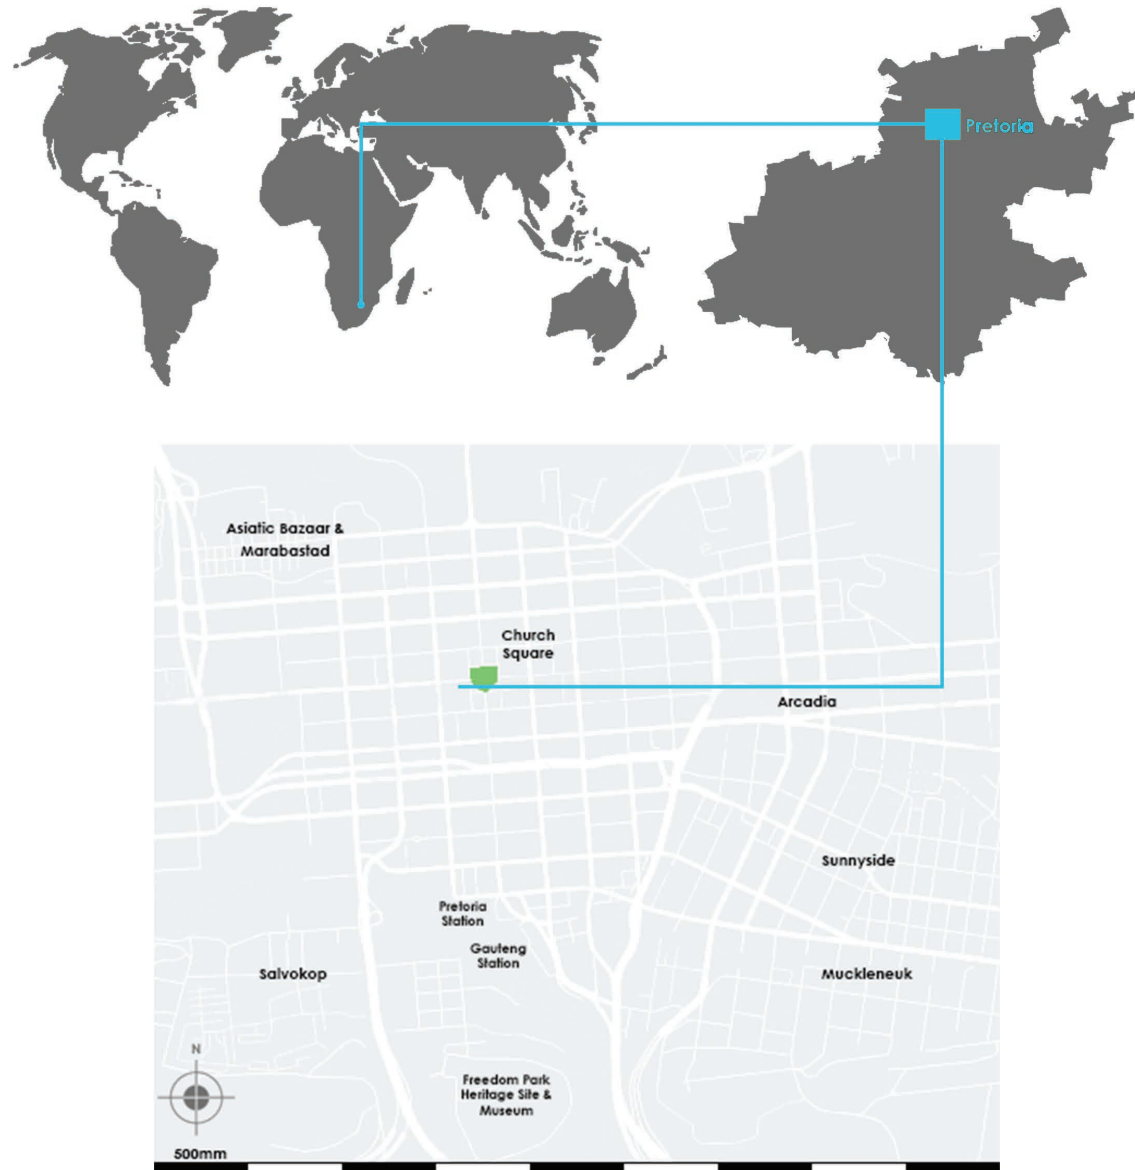 Pretoria
Asiatic Bazaar &
Marabastad
Church
Square
Arcadia
Sunnyside
Pretoria
Station
Gauteng
Station
Salvokop
Muckleneuk
N
Freedom Park
Heritage Site &
Museum
500mm